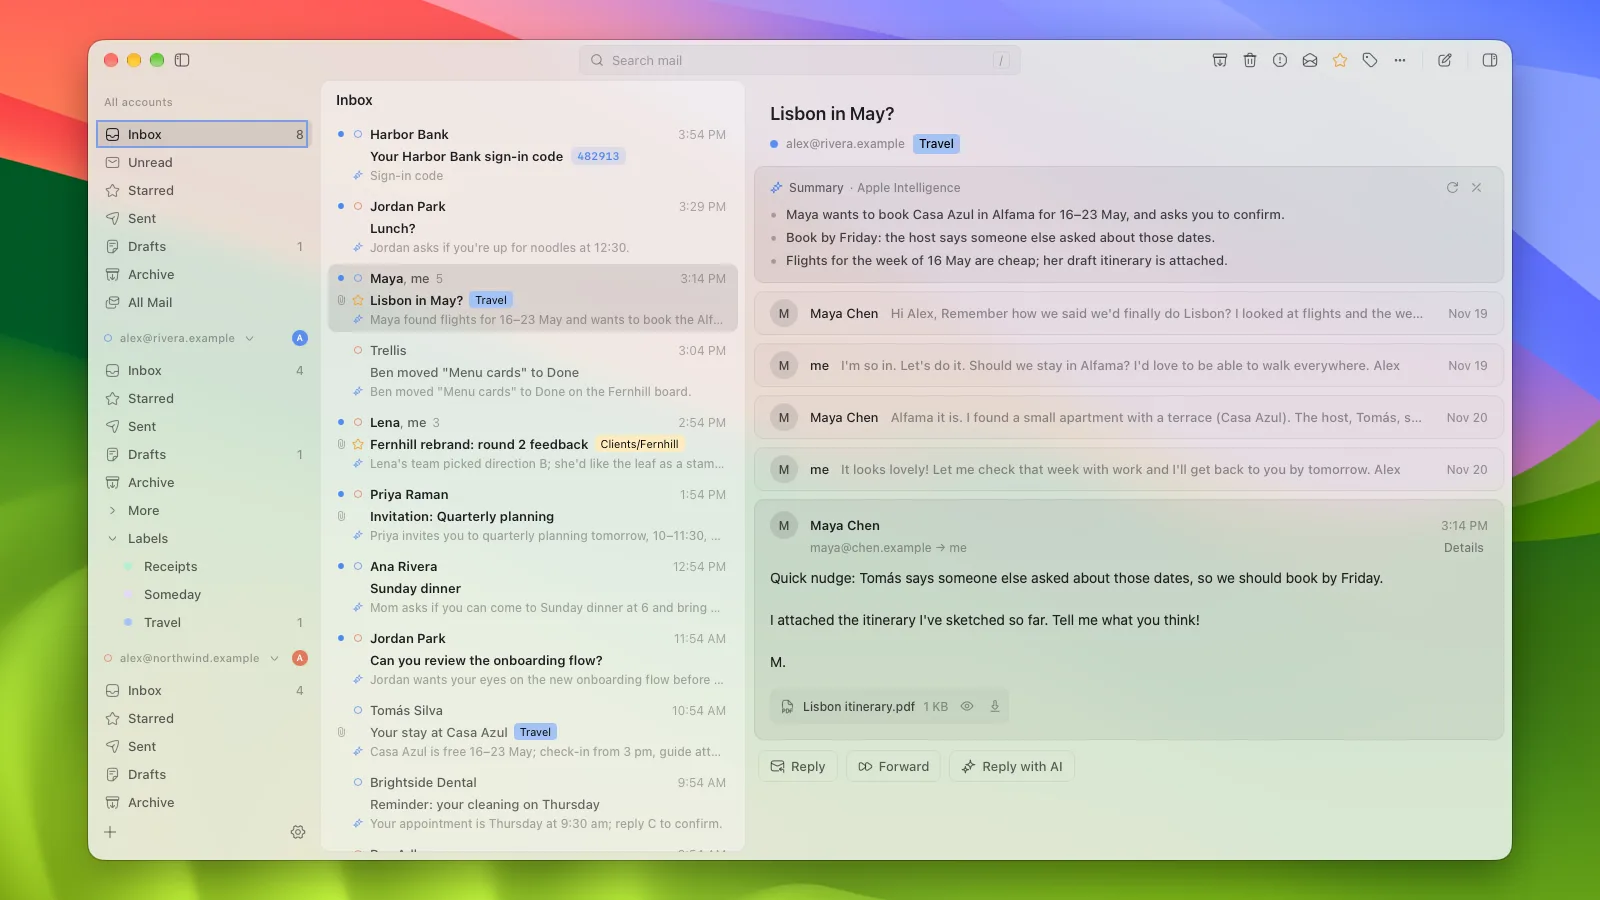 Search mail
/
All accounts
Inbox 8
Unread
Starred
Sent
Drafts 1
Archive
All Mail
alex@rivera.example A
Inbox 4
Starred
Sent
Drafts 1
Archive
More
Labels
Receipts
Someday
Travel 1
alex@northwind.example A
Inbox 4
Starred
Sent
Drafts
Archive
Inbox
Harbor Bank 3:54 PM
Your Harbor Bank sign-in code 482913
Sign-in code
Jordan Park 3:29 PM
Lunch?
Jordan asks if you're up for noodles at 12:30.
Maya, me 5 3:14 PM
Lisbon in May? Travel
Maya found flights for 16–23 May and wants to book the Alf...
Trellis 3:04 PM
Ben moved "Menu cards" to Done
Ben moved "Menu cards" to Done on the Fernhill board.
Lena, me 3 2:54 PM
Fernhill rebrand: round 2 feedback Clients/Fernhill
Lena's team picked direction B; she'd like the leaf as a stam...
Priya Raman 1:54 PM
Invitation: Quarterly planning
Priya invites you to quarterly planning tomorrow, 10–11:30, ...
Ana Rivera 12:54 PM
Sunday dinner
Mom asks if you can come to Sunday dinner at 6 and bring ...
Jordan Park 11:54 AM
Can you review the onboarding flow?
Jordan wants your eyes on the new onboarding flow before ...
Tomás Silva 10:54 AM
Your stay at Casa Azul Travel
Casa Azul is free 16–23 May; check-in from 3 pm, guide att...
Brightside Dental 9:54 AM
Reminder: your cleaning on Thursday
Your appointment is Thursday at 9:30 am; reply C to confirm.
Lisbon in May?
alex@rivera.example Travel
Summary · Apple Intelligence
Maya wants to book Casa Azul in Alfama for 16–23 May, and asks you to confirm.
Book by Friday: the host says someone else asked about those dates.
Flights for the week of 16 May are cheap; her draft itinerary is attached.
M Maya Chen Hi Alex, Remember how we said we'd finally do Lisbon? I looked at flights and the we... Nov 19
M me I'm so in. Let's do it. Should we stay in Alfama? I'd love to be able to walk everywhere. Alex Nov 19
M Maya Chen Alfama it is. I found a small apartment with a terrace (Casa Azul). The host, Tomás, s... Nov 20
M me It looks lovely! Let me check that week with work and I'll get back to you by tomorrow. Alex Nov 20
M Maya Chen 3:14 PM
maya@chen.example → me Details
Quick nudge: Tomás says someone else asked about those dates, so we should book by Friday.
I attached the itinerary I've sketched so far. Tell me what you think!
M.
PDF Lisbon itinerary.pdf 1 KB
Reply Forward Reply with AI